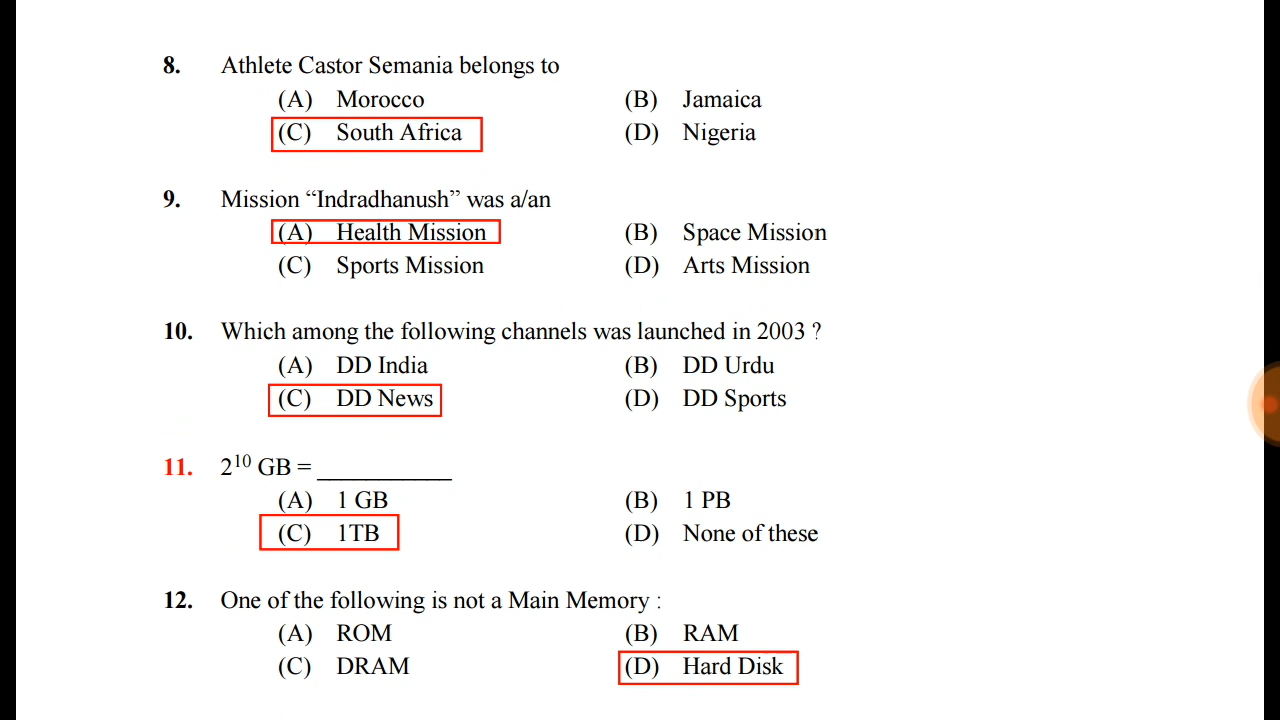 8. Athlete Castor Semania belongs to
(A) Morocco (B) Jamaica
(C) South Africa (D) Nigeria
9. Mission “Indradhanush” was a/an
(A) Health Mission (B) Space Mission
(C) Sports Mission (D) Arts Mission
10. Which among the following channels was launched in 2003 ?
(A) DD India (B) DD Urdu
(C) DD News (D) DD Sports
11. 2¹⁰ GB = ___________
(A) 1 GB (B) 1 PB
(C) 1TB (D) None of these
12. One of the following is not a Main Memory :
(A) ROM (B) RAM
(C) DRAM (D) Hard Disk